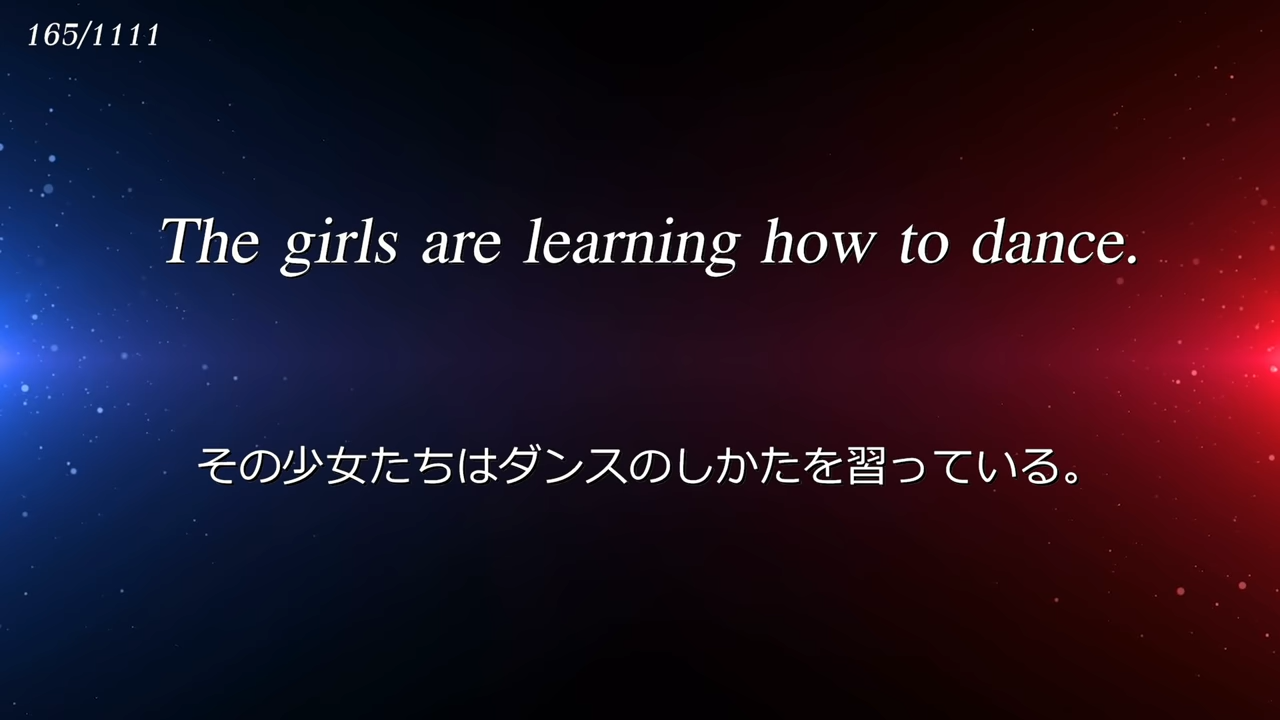 165/1111
The girls are learning how to dance.
その少女たちはダンスのしかたを習っている。